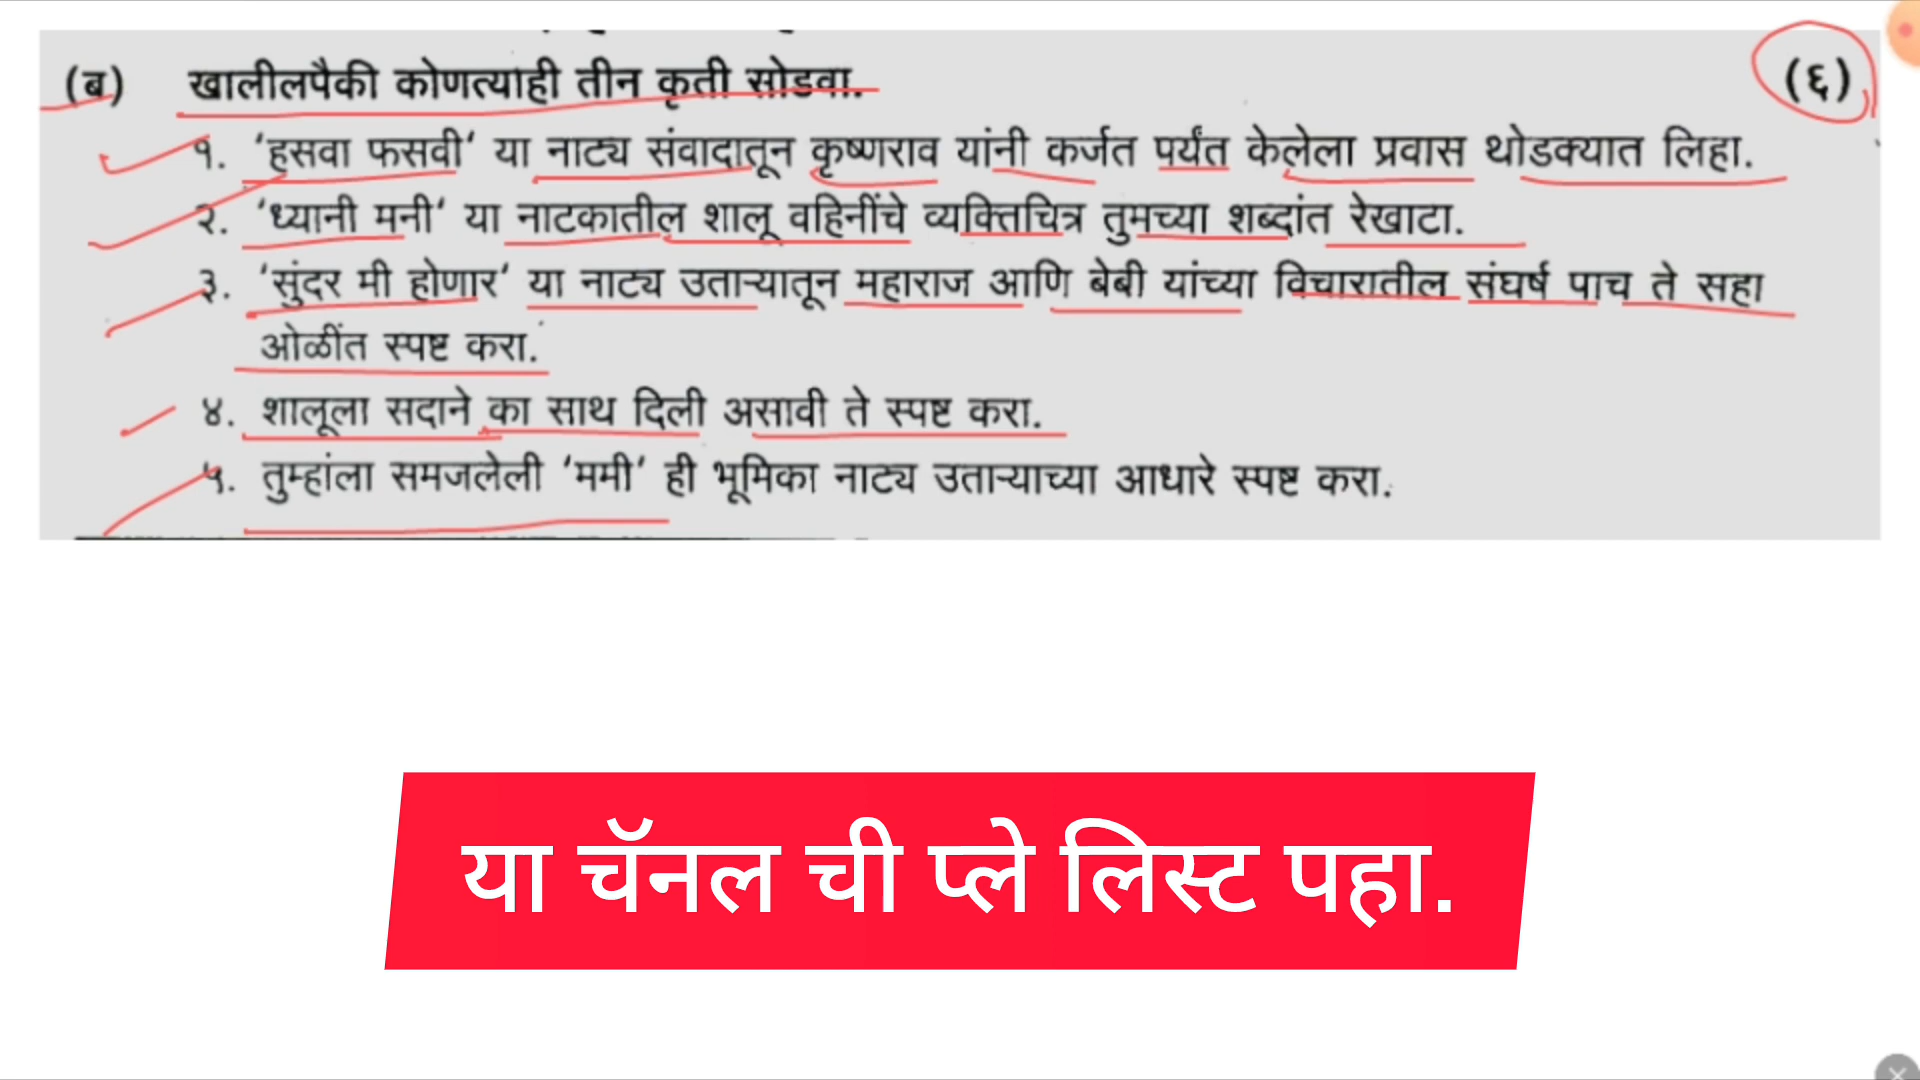 (ब) खालीलपैकी कोणत्याही तीन कृती सोडवा. (६)
१. ‘हसवा फसवी‘ या नाट्य संवादातून कृष्णराव यांनी कर्जत पर्यंत केलेला प्रवास थोडक्यात लिहा.
२. ‘ध्यानी मनी‘ या नाटकातील शालू वहिनींचे व्यक्तिचित्र तुमच्या शब्दांत रेखाटा.
३. ‘सुंदर मी होणार‘ या नाट्य उताऱ्यातून महाराज आणि बेबी यांच्या विचारातील संघर्ष पाच ते सहा
ओळींत स्पष्ट करा.
४. शालूला सदाने का साथ दिली असावी ते स्पष्ट करा.
५. तुम्हांला समजलेली ‘ममी‘ ही भूमिका नाट्य उताऱ्याच्या आधारे स्पष्ट करा.
या चॅनल ची प्ले लिस्ट पहा.